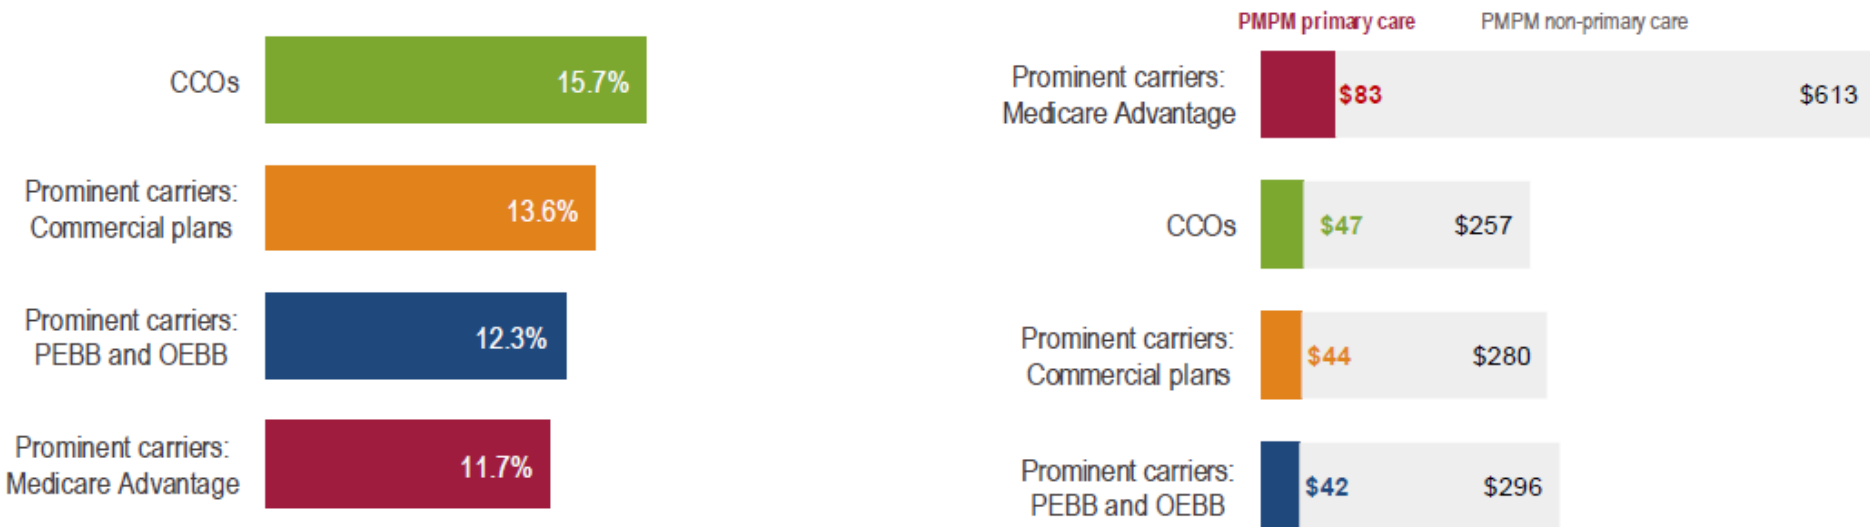 CCOs
15.7%
Prominent carriers:
Commercial plans
13.6%
Prominent carriers:
PEBB and OEBB
12.3%
Prominent carriers:
Medicare Advantage
11.7%
PMPM primary care
PMPM non-primary care
Prominent carriers:
Medicare Advantage
$83
$613
CCOs
$47
$257
Prominent carriers:
Commercial plans
$44
$280
Prominent carriers:
PEBB and OEBB
$42
$296